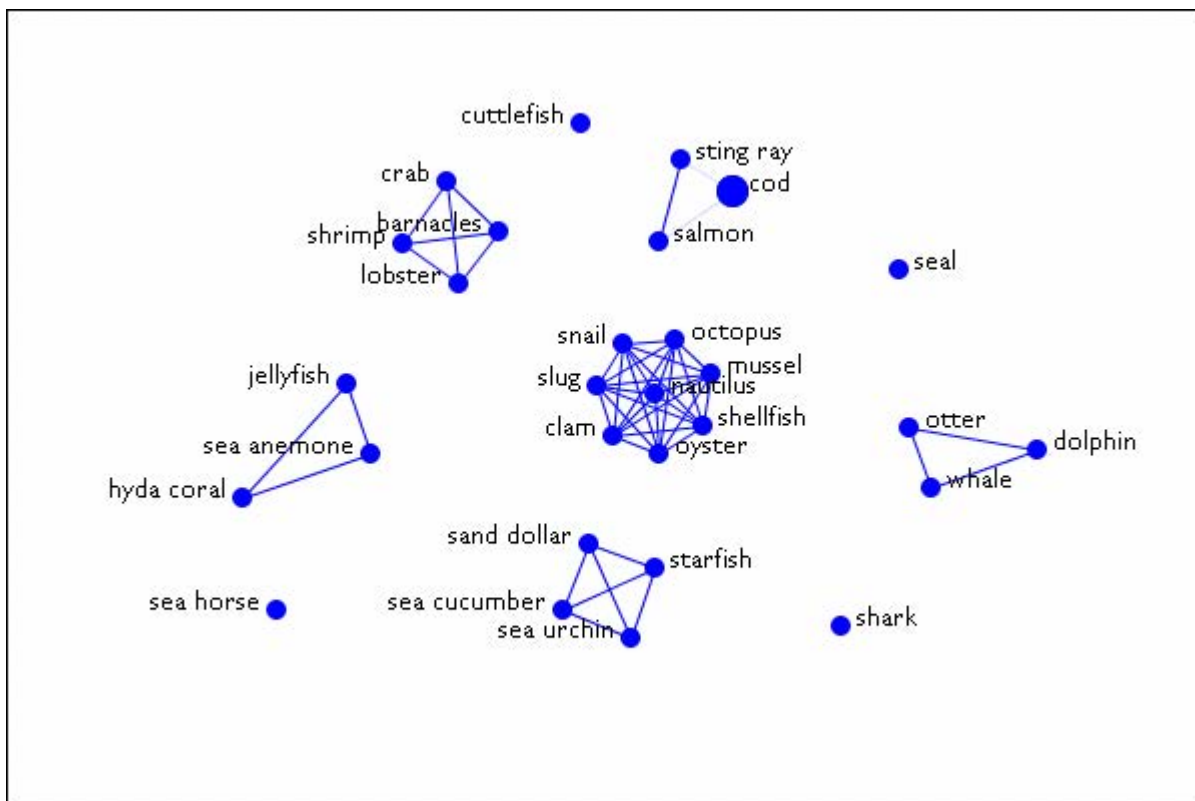 cuttlefish
sting ray
crab
cod
barnacles
shrimp
salmon
lobster
seal
snail
octopus
jellyfish
slug
mussel
nautilus
clam
shellfish
sea anemone
oyster
otter
dolphin
hyda coral
whale
sand dollar
starfish
sea horse
sea cucumber
sea urchin
shark